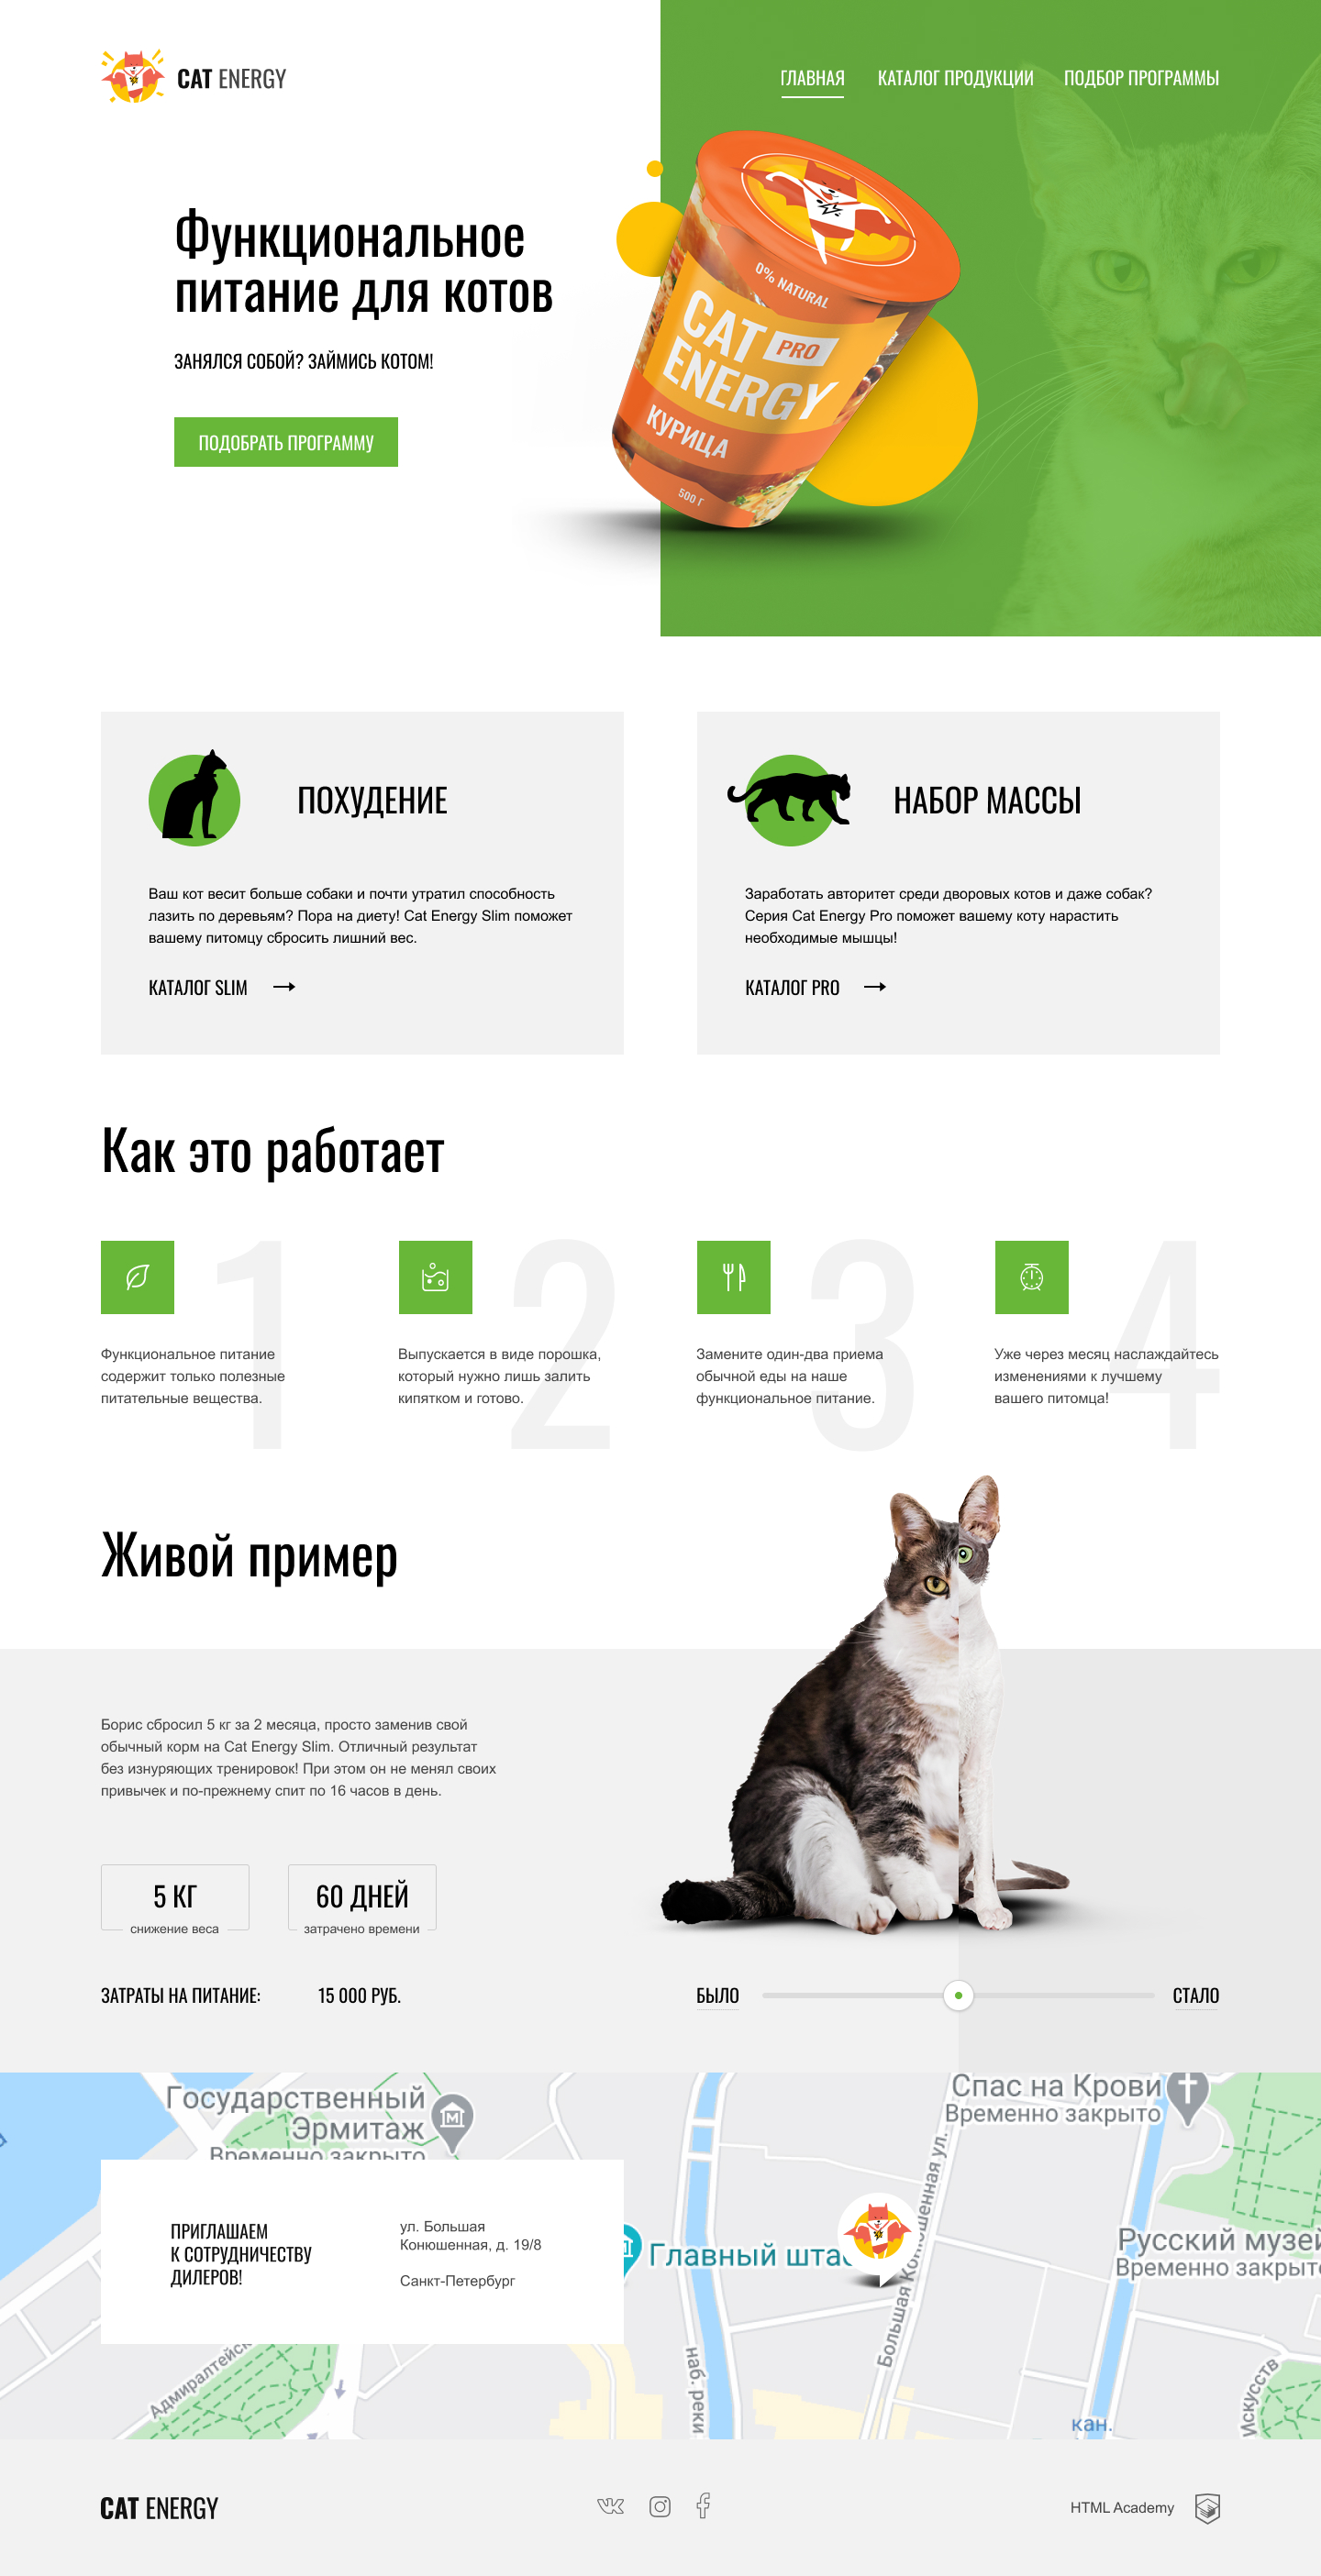 CAT ENERGY
ГЛАВНАЯ КАТАЛОГ ПРОДУКЦИИ ПОДБОР ПРОГРАММЫ
Функциональное
питание для котов
ЗАНЯЛСЯ СОБОЙ? ЗАЙМИСЬ КОТОМ!
ПОДОБРАТЬ ПРОГРАММУ
0% NATURAL
CAT PRO
ENERGY
КУРИЦА
500 Г
ПОХУДЕНИЕ
Ваш кот весит больше собаки и почти утратил способность
лазить по деревьям? Пора на диету! Cat Energy Slim поможет
вашему питомцу сбросить лишний вес.
КАТАЛОГ SLIM
НАБОР МАССЫ
Заработать авторитет среди дворовых котов и даже собак?
Серия Cat Energy Pro поможет вашему коту нарастить
необходимые мышцы!
КАТАЛОГ PRO
Как это работает
1
Функциональное питание
содержит только полезные
питательные вещества.
2
Выпускается в виде порошка,
который нужно лишь залить
кипятком и готово.
3
Замените один-два приема
обычной еды на наше
функциональное питание.
4
Уже через месяц наслаждайтесь
изменениями к лучшему
вашего питомца!
Живой пример
Борис сбросил 5 кг за 2 месяца, просто заменив свой
обычный корм на Cat Energy Slim. Отличный результат
без изнуряющих тренировок! При этом он не менял своих
привычек и по-прежнему спит по 16 часов в день.
5 КГ
снижение веса
60 ДНЕЙ
затрачено времени
ЗАТРАТЫ НА ПИТАНИЕ: 15 000 РУБ.
БЫЛО
СТАЛО
Государственный
Эрмитаж
Временно закрыто
Спас на Крови
Временно закрыто
Большая Конюшенная ул.
Главный шта
Русский музей
Временно закрыто
ПРИГЛАШАЕМ
К СОТРУДНИЧЕСТВУ
ДИЛЕРОВ!
ул. Большая
Конюшенная, д. 19/8
Санкт-Петербург
Адмиралтейск
наб. реки
Искусств
кан.
CAT ENERGY
HTML Academy